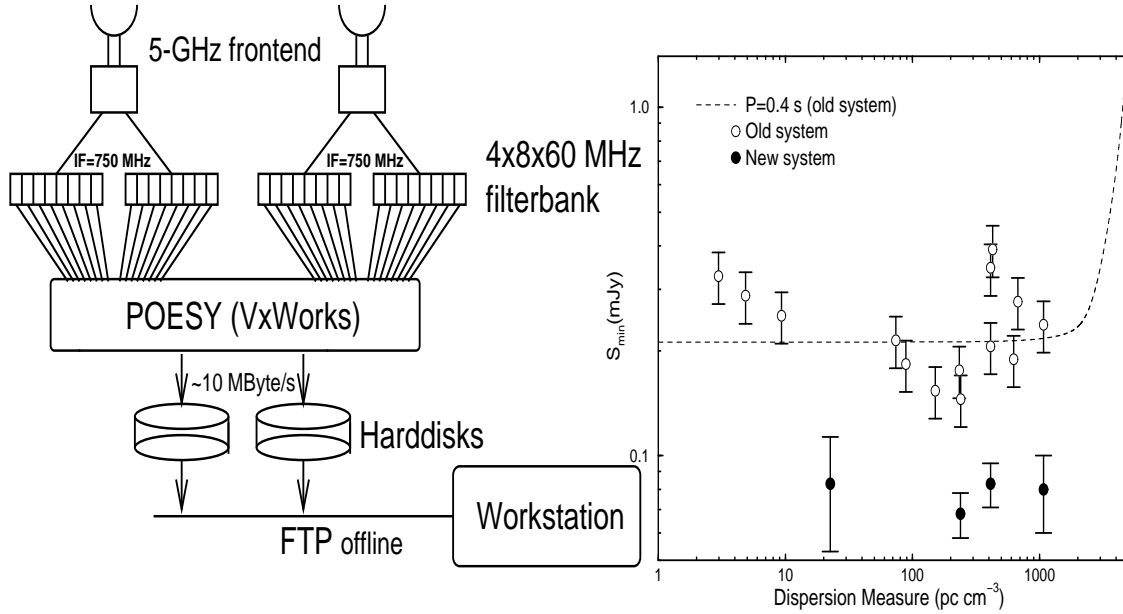 5-GHz frontend
IF=750 MHz
IF=750 MHz
4x8x60 MHz
filterbank
POESY (VxWorks)
~10 MByte/s
Harddisks
FTP offline
Workstation
P=0.4 s (old system)
Old system
New system
1.0
0.1
S_min(mJy)
1
10
100
1000
Dispersion Measure (pc cm⁻³)